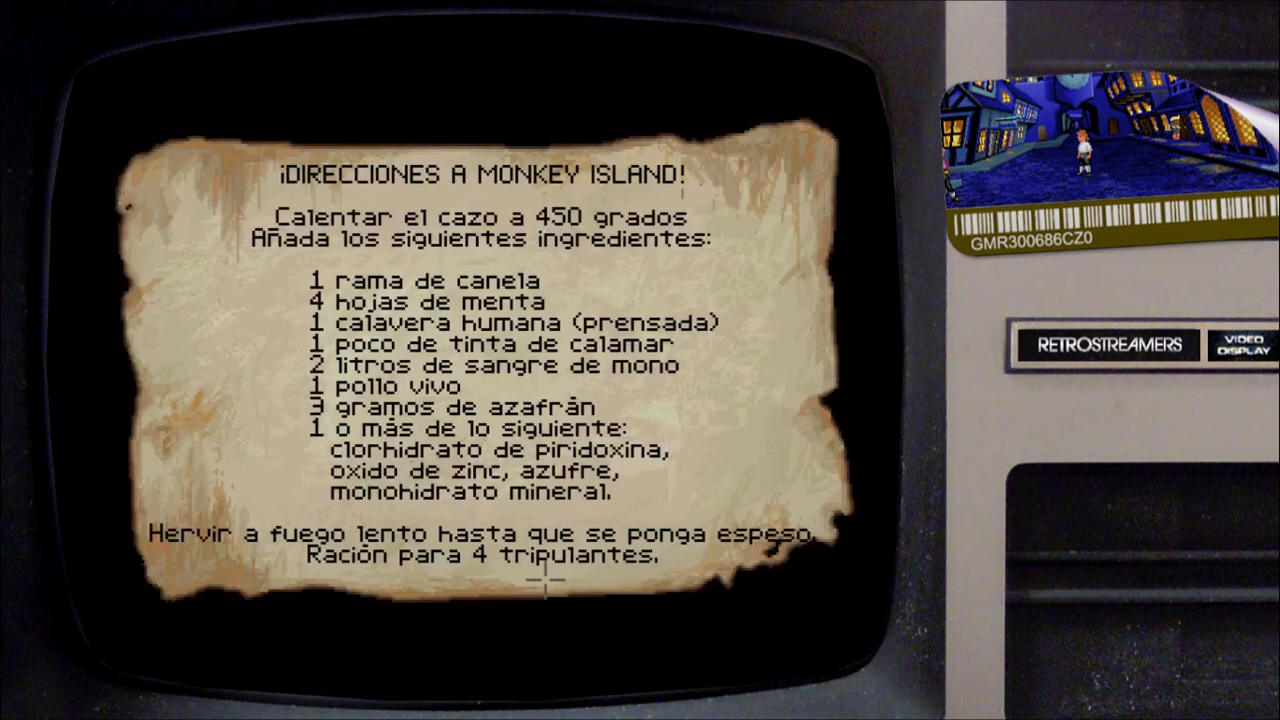 ¡DIRECCIONES A MONKEY ISLAND!
Calentar el cazo a 450 grados
Añada los siguientes ingredientes:
1 rama de canela
4 hojas de menta
1 calavera humana (prensada)
1 poco de tinta de calamar
2 litros de sangre de mono
1 pollo vivo
3 gramos de azafrán
1 o más de lo siguiente:
clorhidrato de piridoxina,
oxido de zinc, azufre,
monohidrato mineral.
Hervir a fuego lento hasta que se ponga espeso.
Ración para 4 tripulantes.
GMR300686CZ0
RETROSTREAMERS
VIDEO
DISPLAY